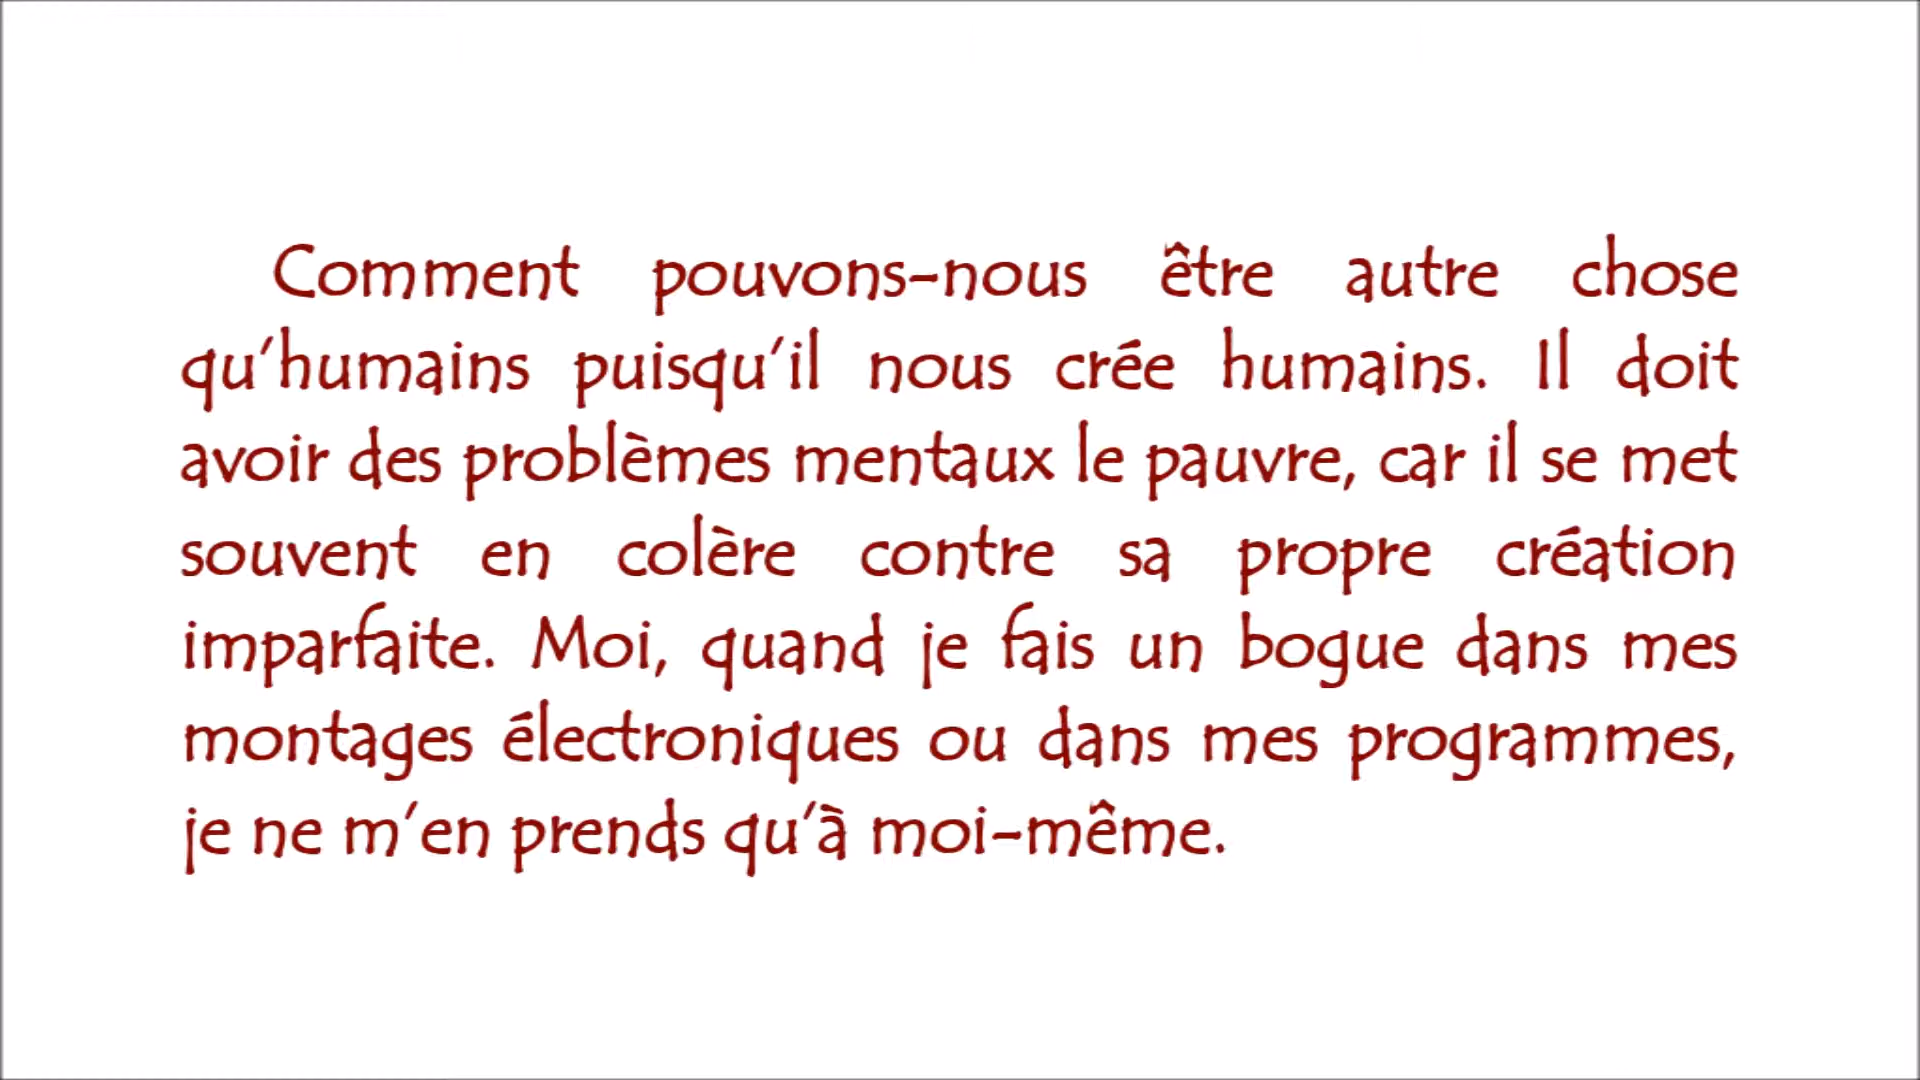 Comment pouvons-nous être autre chose
qu'humains puisqu'il nous crée humains. Il doit
avoir des problèmes mentaux le pauvre, car il se met
souvent en colère contre sa propre création
imparfaite. Moi, quand je fais un bogue dans mes
montages électroniques ou dans mes programmes,
je ne m'en prends qu'à moi-même.